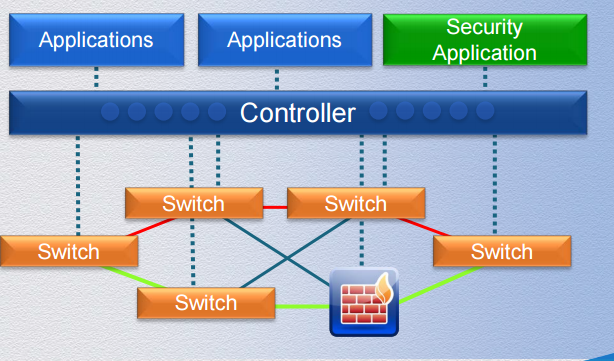 Applications
Applications
Security
Application
Controller
Switch
Switch
Switch
Switch
Switch